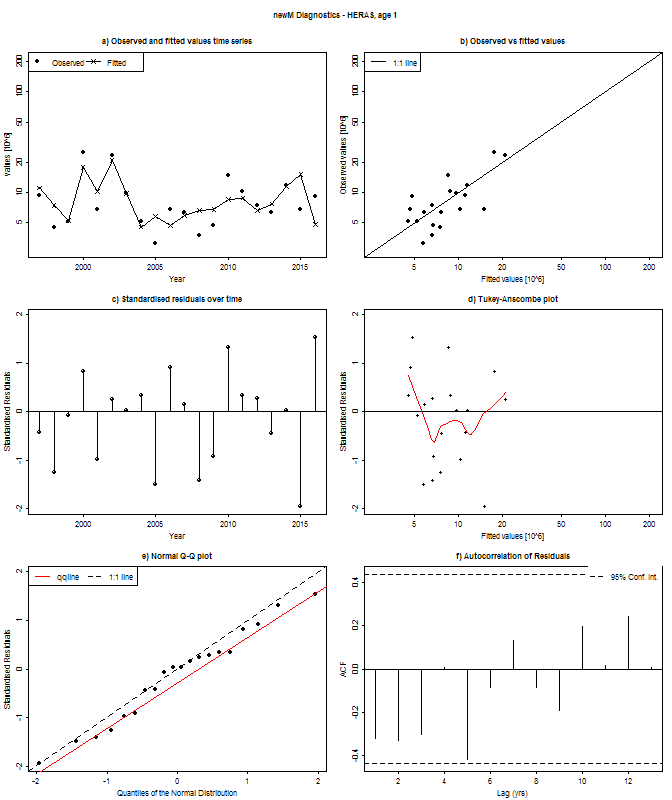 newM Diagnostics - HERAS, age 1
a) Observed and fitted values time series
Observed
Fitted
values [10^6]
5 10 20 50 100 200
2000 2005 2010 2015
Year
b) Observed vs fitted values
1:1 line
Observed values [10^6]
5 10 20 50 100 200
5 10 20 50 100 200
Fitted values [10^6]
c) Standardised residuals over time
Standardised Residuals
-2 -1 0 1 2
2000 2005 2010 2015
Year
d) Tukey-Anscombe plot
Standardised Residuals
-2 -1 0 1 2
5 10 20 50 100 200
Fitted values [10^6]
e) Normal Q-Q plot
qqline
1:1 line
Standardised Residuals
-2 -1 0 1 2
-2 -1 0 1 2
Quantiles of the Normal Distribution
f) Autocorrelation of Residuals
95% Conf. Int.
ACF
-0.4 -0.2 0.0 0.2 0.4
2 4 6 8 10 12
Lag (yrs)